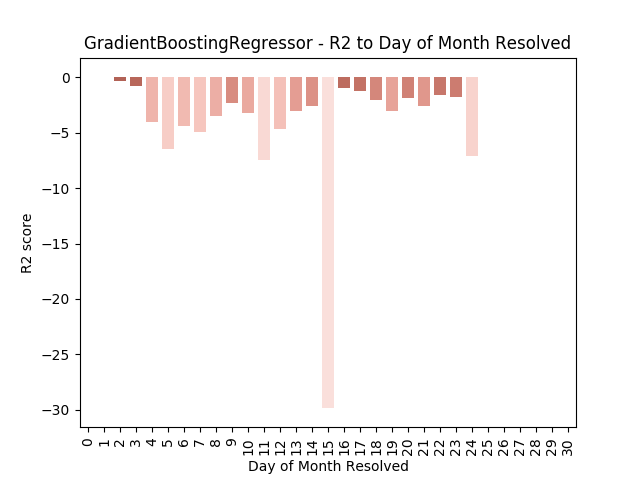 GradientBoostingRegressor - R2 to Day of Month Resolved
0
−5
−10
−15
−20
−25
−30
R2 score
0 1 2 3 4 5 6 7 8 9 10 11 12 13 14 15 16 17 18 19 20 21 22 23 24 25 26 27 28 29 30
Day of Month Resolved